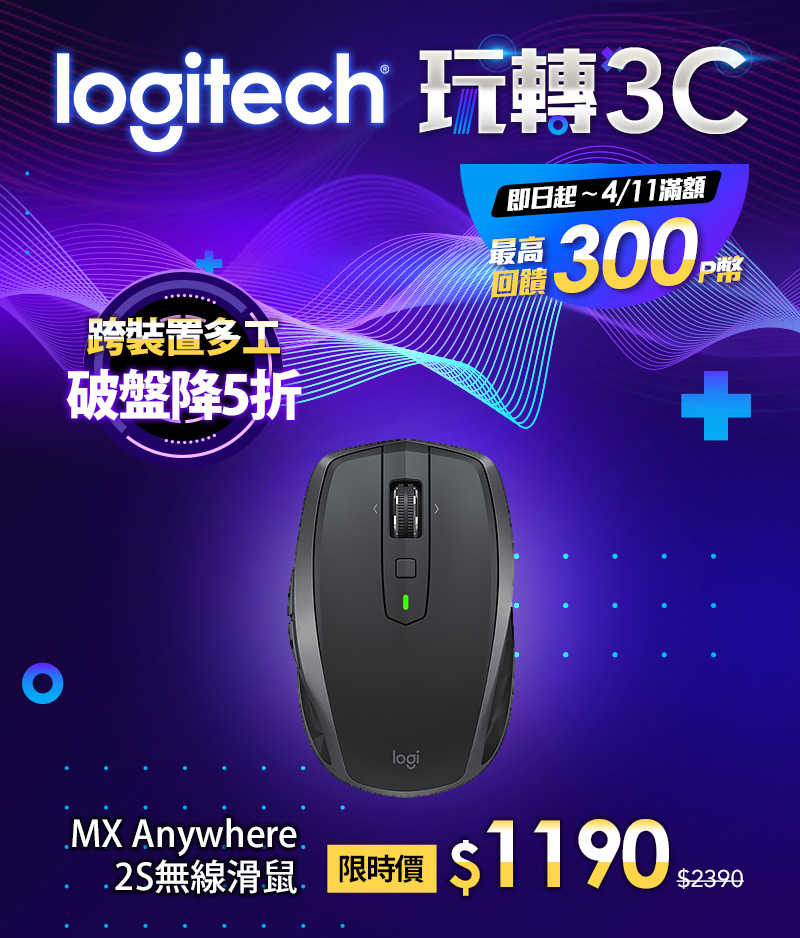 logitech® 玩轉3C
即日起~4/11滿額
最高
回饋 300 P幣
跨裝置多工
破盤降5折
logi
MX Anywhere
2S無線滑鼠
限時價 $1190 $2390